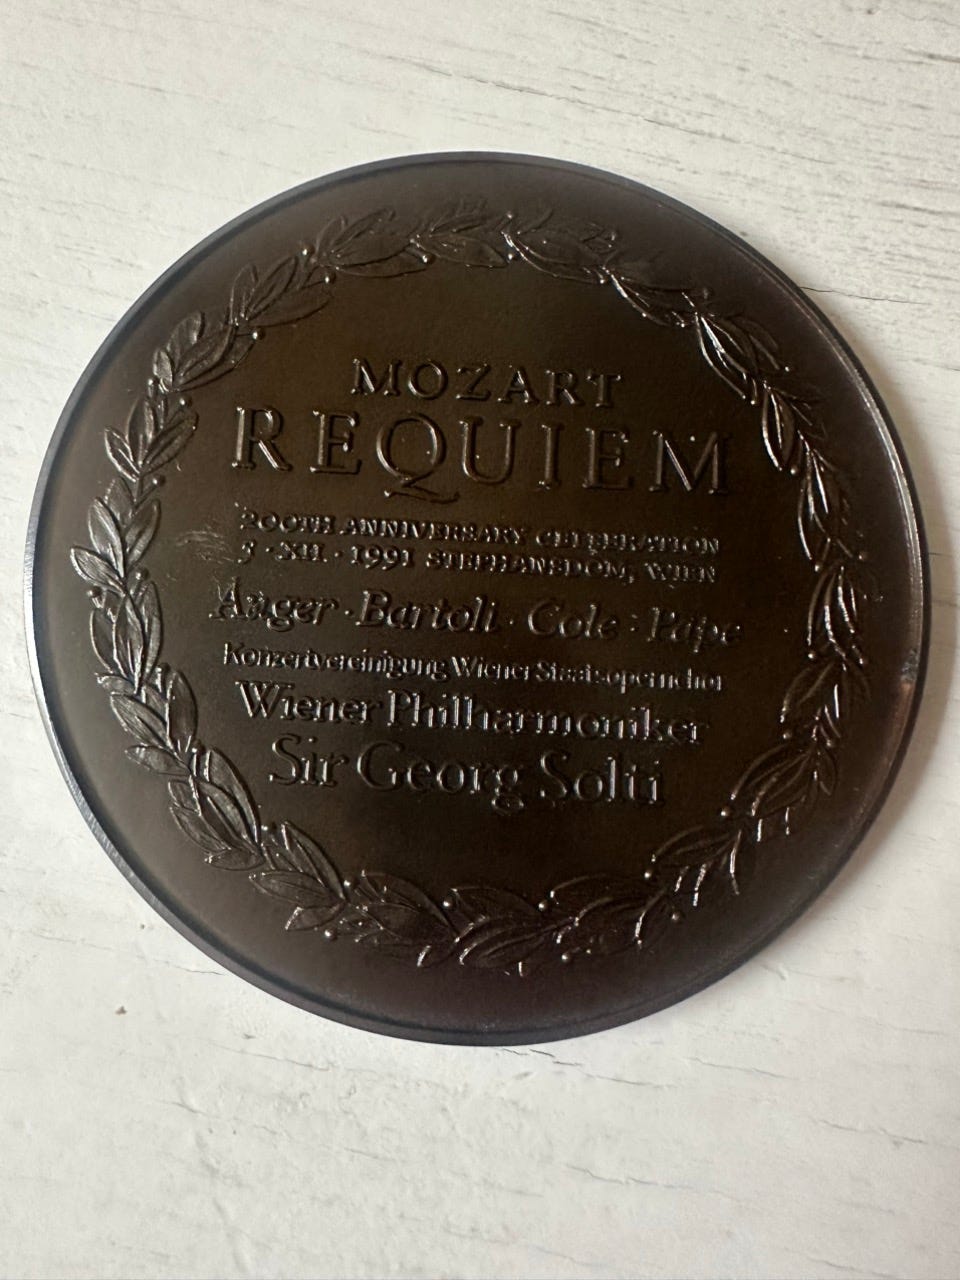 MOZART
REQUIEM
200TH ANNIVERSARY CELEBRATION
5 · XII · 1991 STEPHANSDOM, WIEN
Auger · Bartoli · Cole · Pape
Konzertvereinigung Wiener Staatsopernchor
Wiener Philharmoniker
Sir Georg Solti